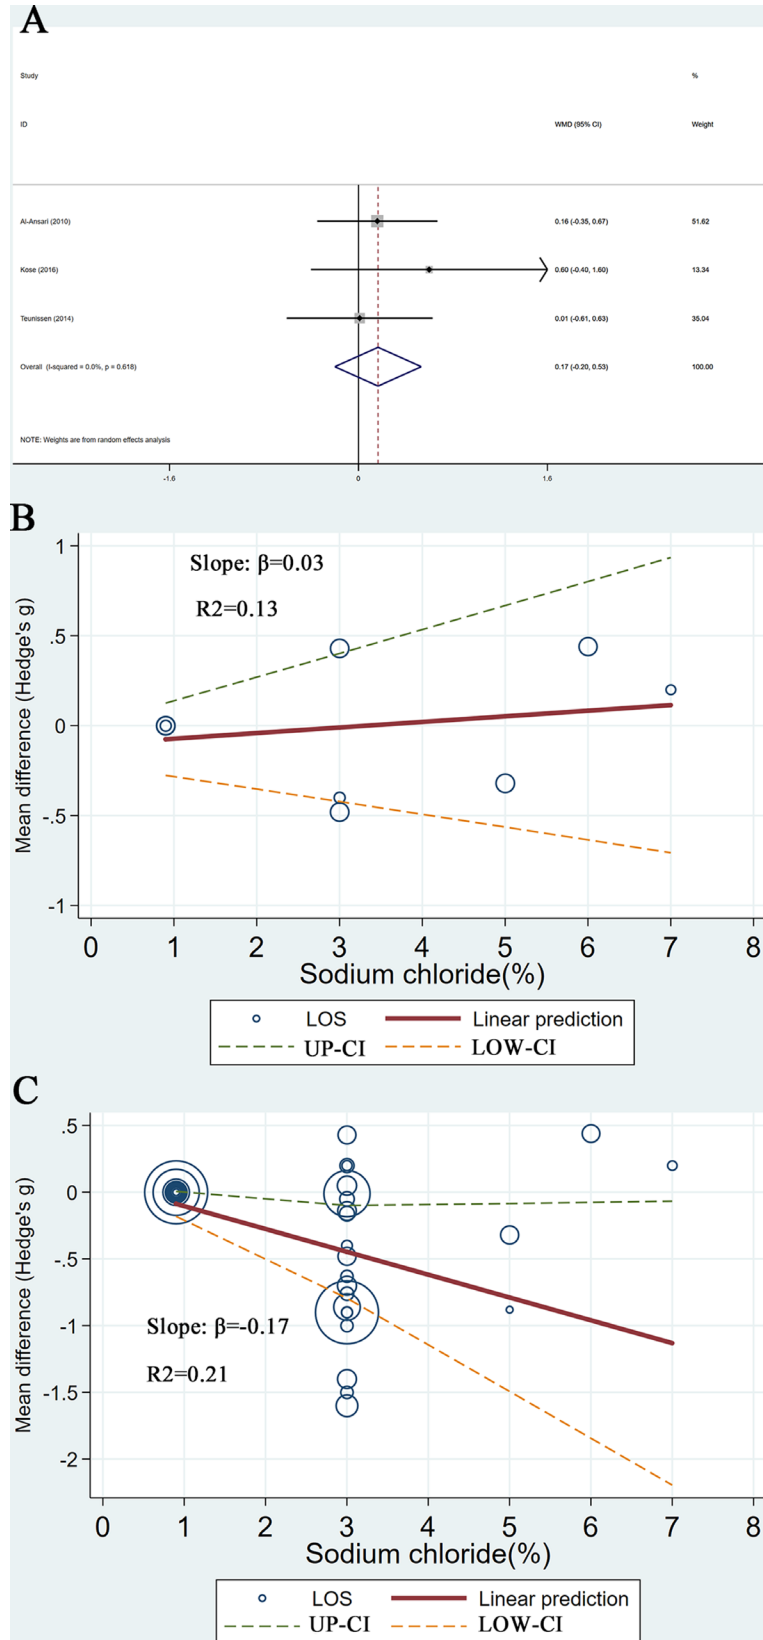 A
Study %
ID WMD (95% CI) Weight
Al-Ansari (2010) 0.16 (-0.35, 0.67) 51.62
Kose (2016) 0.60 (-0.40, 1.60) 13.34
Teunissen (2014) 0.01 (-0.61, 0.63) 35.04
Overall (I-squared = 0.0%, p = 0.618) 0.17 (-0.20, 0.53) 100.00
NOTE: Weights are from random effects analysis
-1.6 0 1.6
B
Mean difference (Hedge's g)
1
.5
0
-.5
-1
Slope: β=0.03
R2=0.13
0 1 2 3 4 5 6 7 8
Sodium chloride(%)
LOS Linear prediction
UP-CI LOW-CI
C
Mean difference (Hedge's g)
.5
0
-.5
-1
-1.5
-2
Slope: β=-0.17
R2=0.21
0 1 2 3 4 5 6 7 8
Sodium chloride(%)
LOS Linear prediction
UP-CI LOW-CI